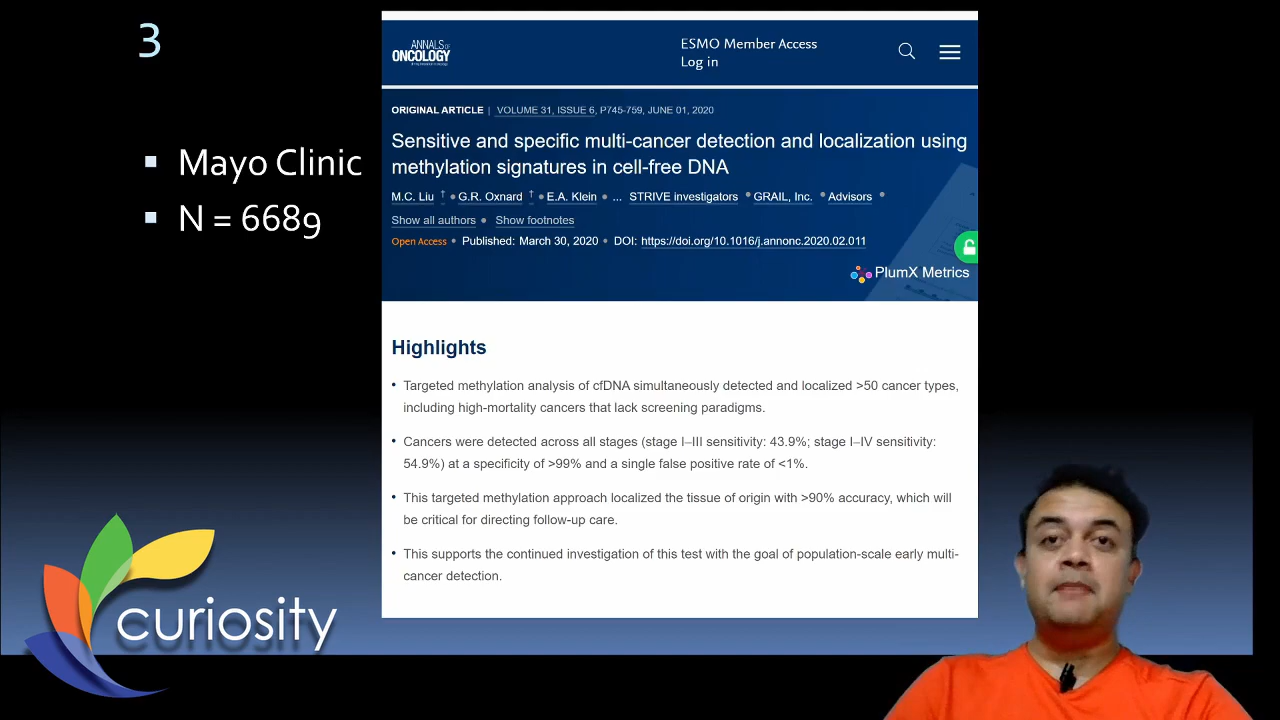 3
Mayo Clinic
N = 6689
ANNALS OF
ONCOLOGY
ESMO Member Access
Log in
ORIGINAL ARTICLE | VOLUME 31, ISSUE 6, P745-759, JUNE 01, 2020
Sensitive and specific multi-cancer detection and localization using
methylation signatures in cell-free DNA
M.C. Liu † • G.R. Oxnard † • E.A. Klein • ... STRIVE investigators • GRAIL, Inc. • Advisors •
Show all authors • Show footnotes
Open Access • Published: March 30, 2020 • DOI: https://doi.org/10.1016/j.annonc.2020.02.011
PlumX Metrics
Highlights
• Targeted methylation analysis of cfDNA simultaneously detected and localized >50 cancer types,
including high-mortality cancers that lack screening paradigms.
• Cancers were detected across all stages (stage I–III sensitivity: 43.9%; stage I–IV sensitivity:
54.9%) at a specificity of >99% and a single false positive rate of <1%.
• This targeted methylation approach localized the tissue of origin with >90% accuracy, which will
be critical for directing follow-up care.
• This supports the continued investigation of this test with the goal of population-scale early multi-
cancer detection.
curiosity